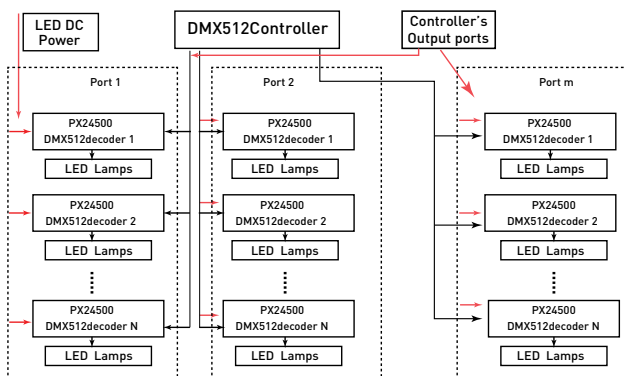 LED DC
Power
DMX512Controller
Controller's
Output ports
Port 1
PX24500
DMX512decoder 1
LED Lamps
PX24500
DMX512decoder 2
LED Lamps
PX24500
DMX512decoder N
LED Lamps
Port 2
PX24500
DMX512decoder 1
LED Lamps
PX24500
DMX512decoder 2
LED Lamps
PX24500
DMX512decoder N
LED Lamps
Port m
PX24500
DMX512decoder 1
LED Lamps
PX24500
DMX512decoder 2
LED Lamps
PX24500
DMX512decoder N
LED Lamps